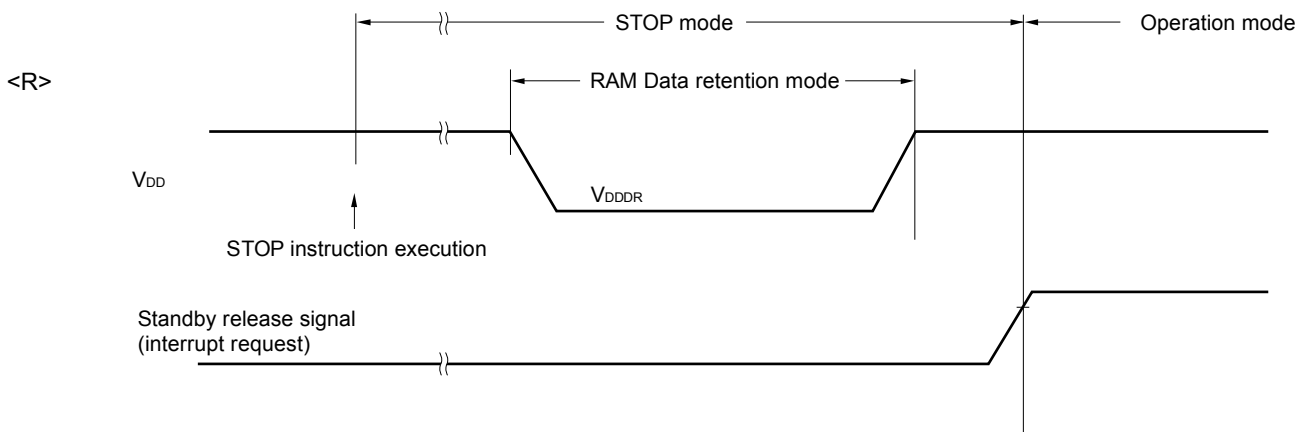 STOP mode
Operation mode
<R>
RAM Data retention mode
VDD
VDDDR
STOP instruction execution
Standby release signal
(interrupt request)